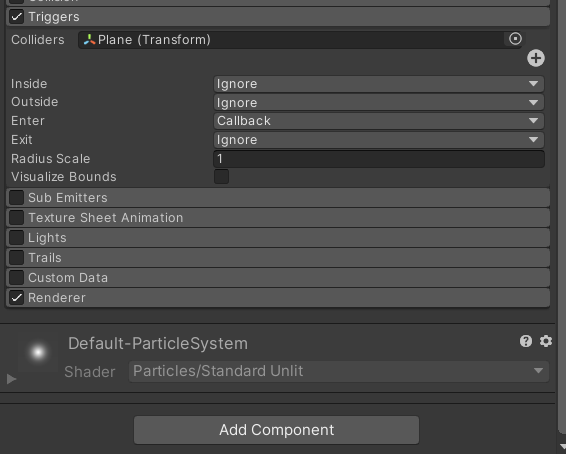 Triggers
Colliders Plane (Transform)
Inside Ignore
Outside Ignore
Enter Callback
Exit Ignore
Radius Scale 1
Visualize Bounds
Sub Emitters
Texture Sheet Animation
Lights
Trails
Custom Data
Renderer
Default-ParticleSystem
Shader Particles/Standard Unlit
Add Component